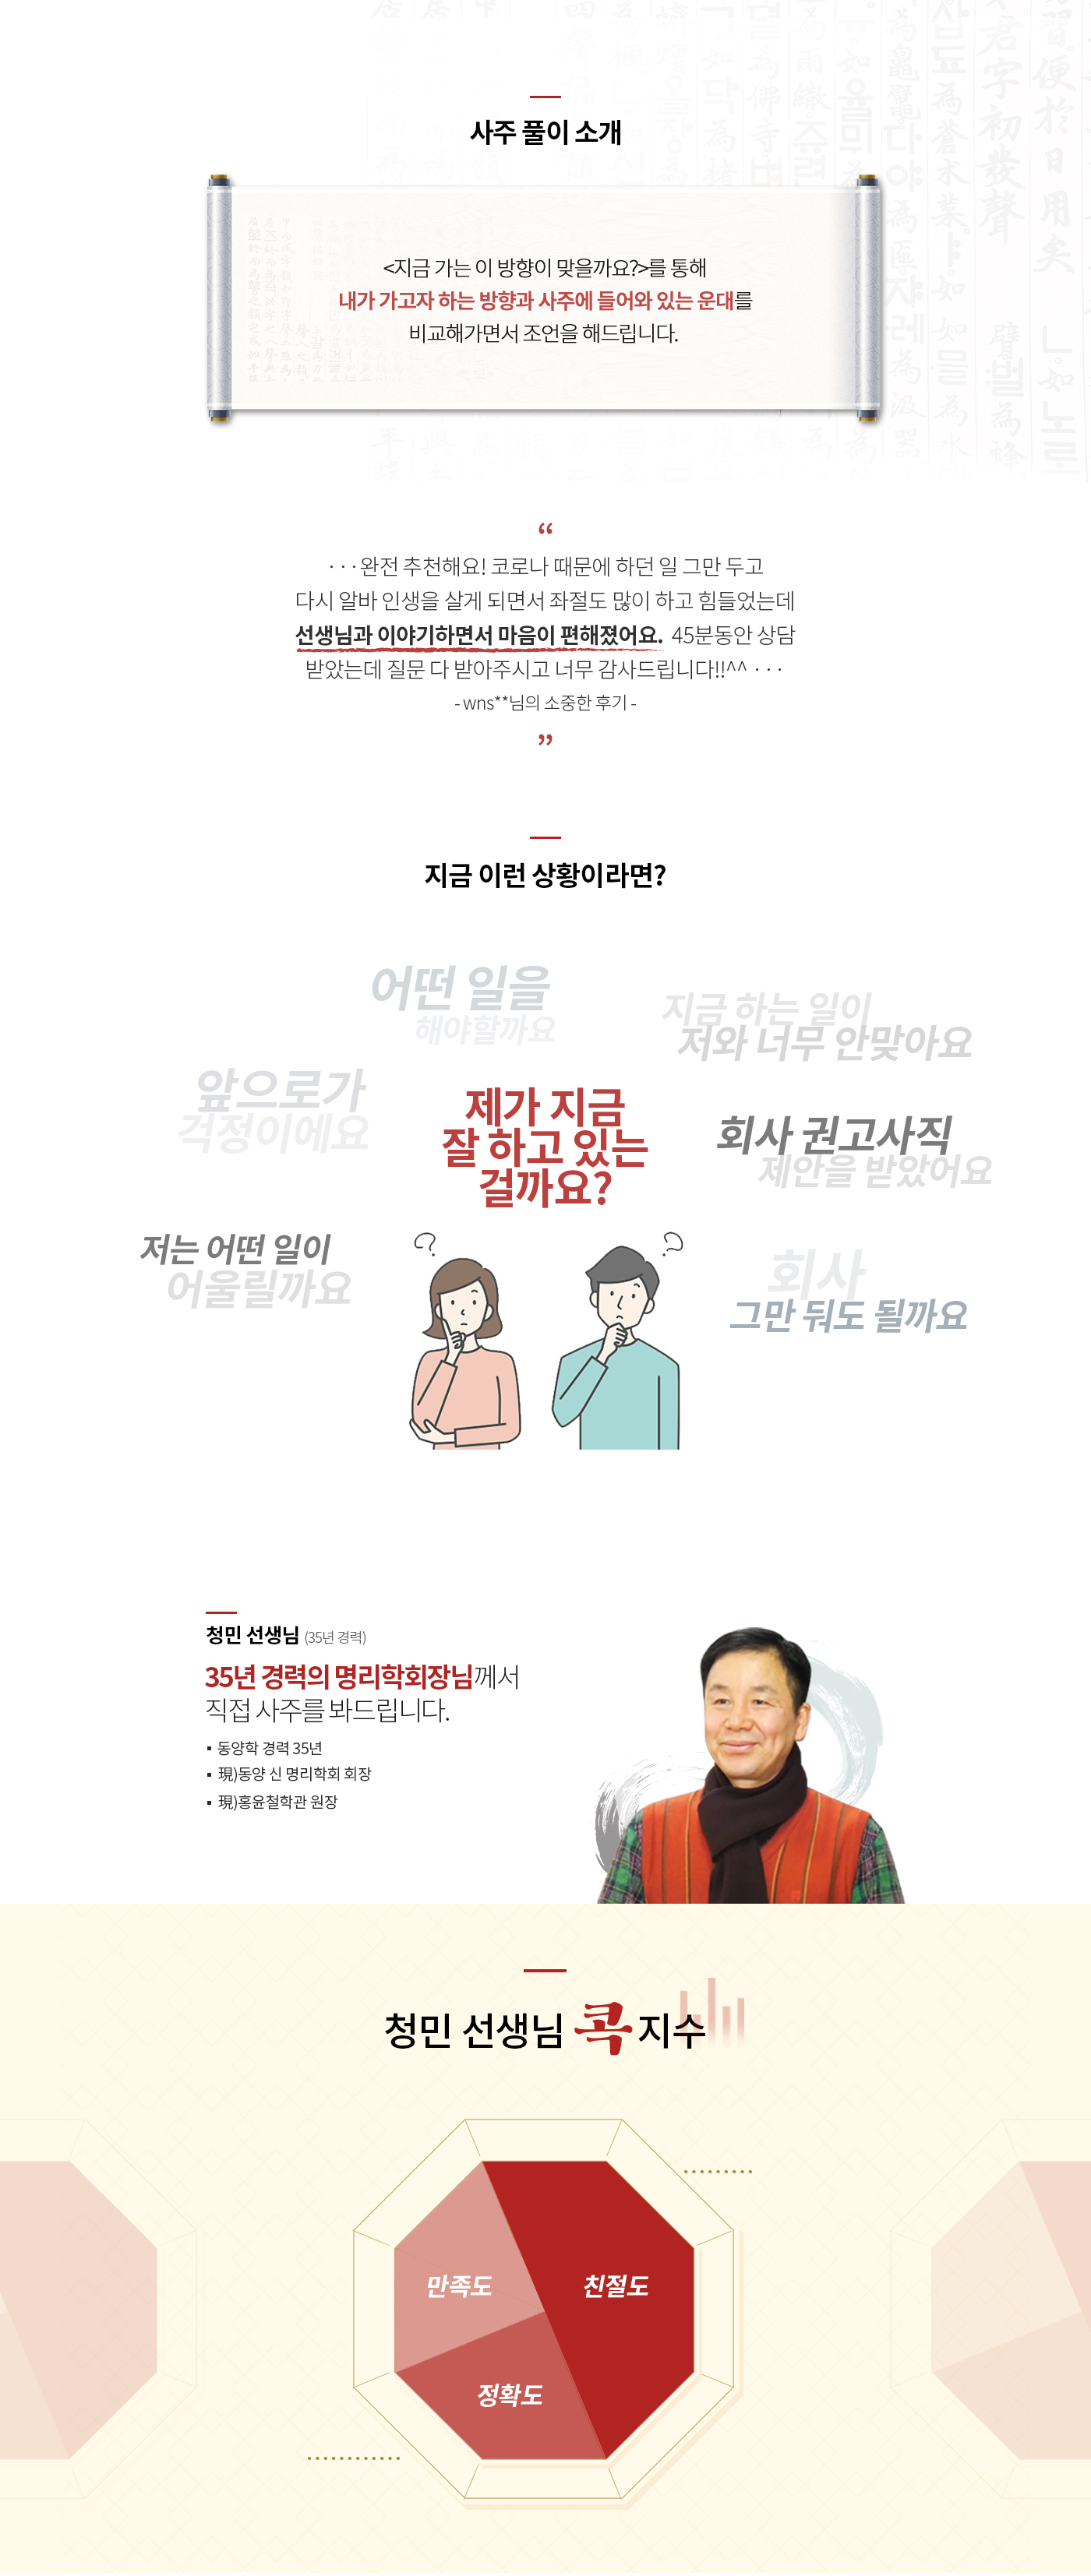 사주 풀이 소개
<지금 가는 이 방향이 맞을까요?>를 통해
내가 가고자 하는 방향과 사주에 들어와 있는 운대를
비교해가면서 조언을 해드립니다.
“
· · · 완전 추천해요! 코로나 때문에 하던 일 그만 두고
다시 알바 인생을 살게 되면서 좌절도 많이 하고 힘들었는데
선생님과 이야기하면서 마음이 편해졌어요. 45분동안 상담
받았는데 질문 다 받아주시고 너무 감사드립니다!!^^ · · ·
- wns**님의 소중한 후기 -
”
지금 이런 상황이라면?
어떤 일을
해야할까요
지금 하는 일이
저와 너무 안맞아요
앞으로가
걱정이에요
제가 지금
잘 하고 있는
걸까요?
회사 권고사직
제안을 받았어요
저는 어떤 일이
어울릴까요
회사
그만 둬도 될까요
청민 선생님 (35년 경력)
35년 경력의 명리학회장님께서
직접 사주를 봐드립니다.
▪ 동양학 경력 35년
▪ 現)동양 신 명리학회 회장
▪ 現)홍윤철학관 원장
청민 선생님 콕 지수
만족도
친절도
정확도